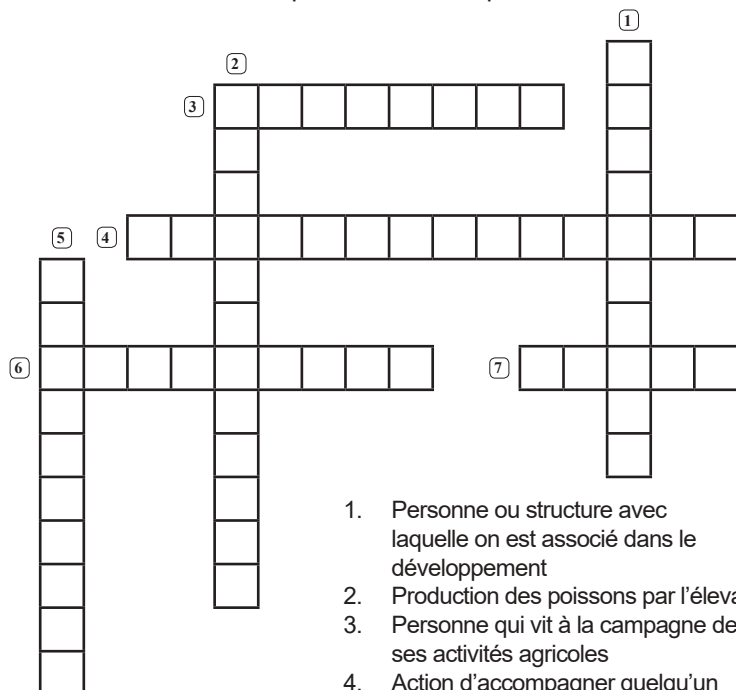 1
2
3
5 4
6
7
1. Personne ou structure avec
laquelle on est associé dans le
développement
2. Production des poissons par l'éleva
3. Personne qui vit à la campagne de
ses activités agricoles
4. Action d'accompagner quelqu'un